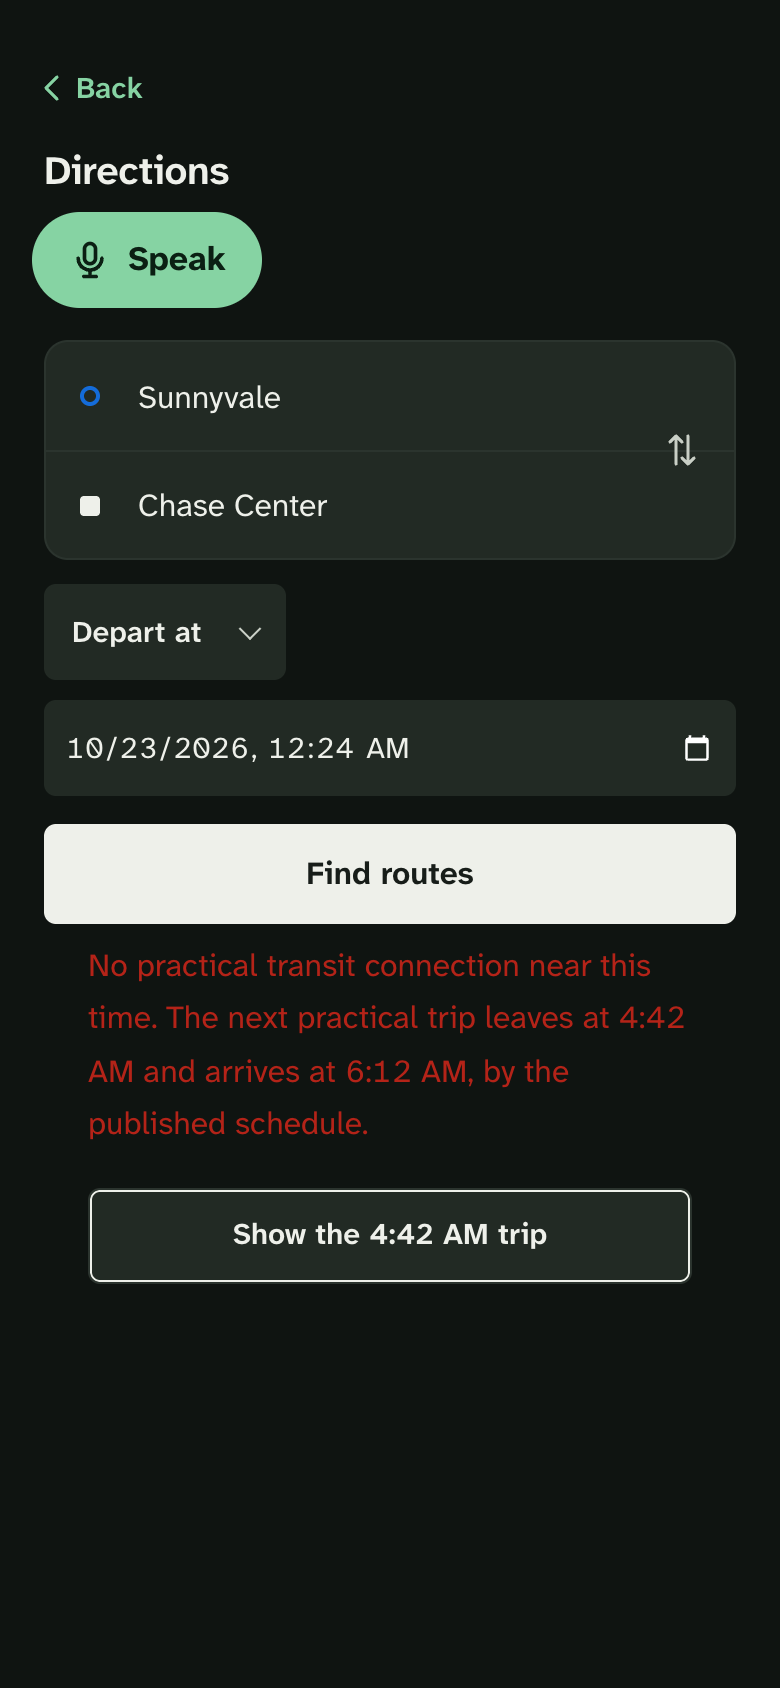 Back
Directions
Speak
Sunnyvale
Chase Center
Depart at
10/23/2026, 12:24 AM
Find routes
No practical transit connection near this
time. The next practical trip leaves at 4:42
AM and arrives at 6:12 AM, by the
published schedule.
Show the 4:42 AM trip